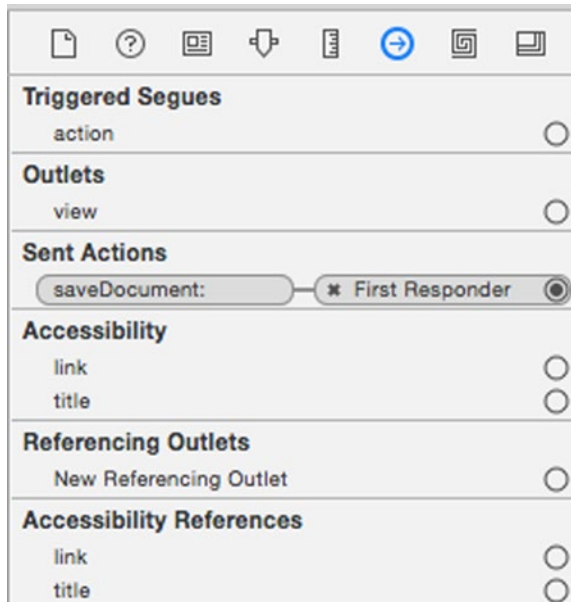 Triggered Segues
action
Outlets
view
Sent Actions
saveDocument: ✖ First Responder
Accessibility
link
title
Referencing Outlets
New Referencing Outlet
Accessibility References
link
title